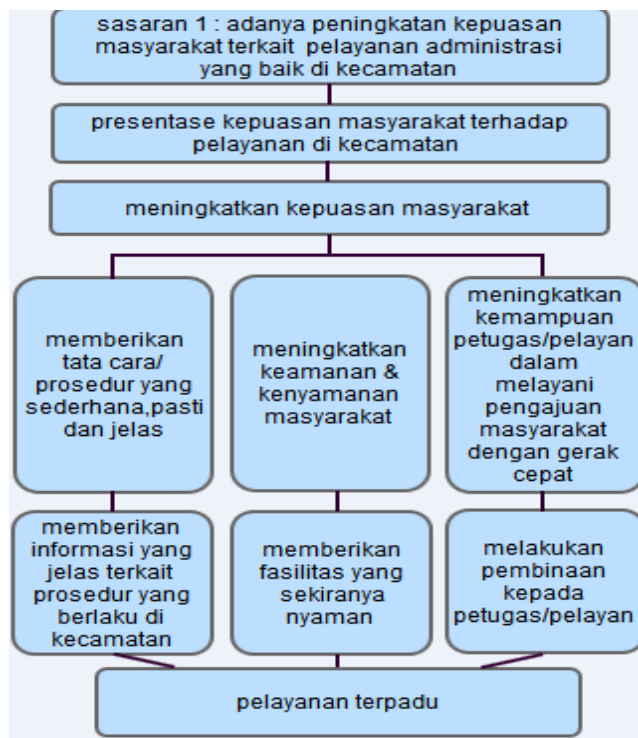 sasaran 1 : adanya peningkatan kepuasan
masyarakat terkait pelayanan administrasi
yang baik di kecamatan
presentase kepuasan masyarakat terhadap
pelayanan di kecamatan
meningkatkan kepuasan masyarakat
memberikan
tata cara/
prosedur yang
sederhana,pasti
dan jelas
meningkatkan
keamanan &
kenyamanan
masyarakat
meningkatkan
kemampuan
petugas/pelayan
dalam
melayani
pengajuan
masyarakat
dengan gerak
cepat
memberikan
informasi yang
jelas terkait
prosedur yang
berlaku di
kecamatan
memberikan
fasilitas yang
sekiranya
nyaman
melakukan
pembinaan
kepada
petugas/pelayan
pelayanan terpadu